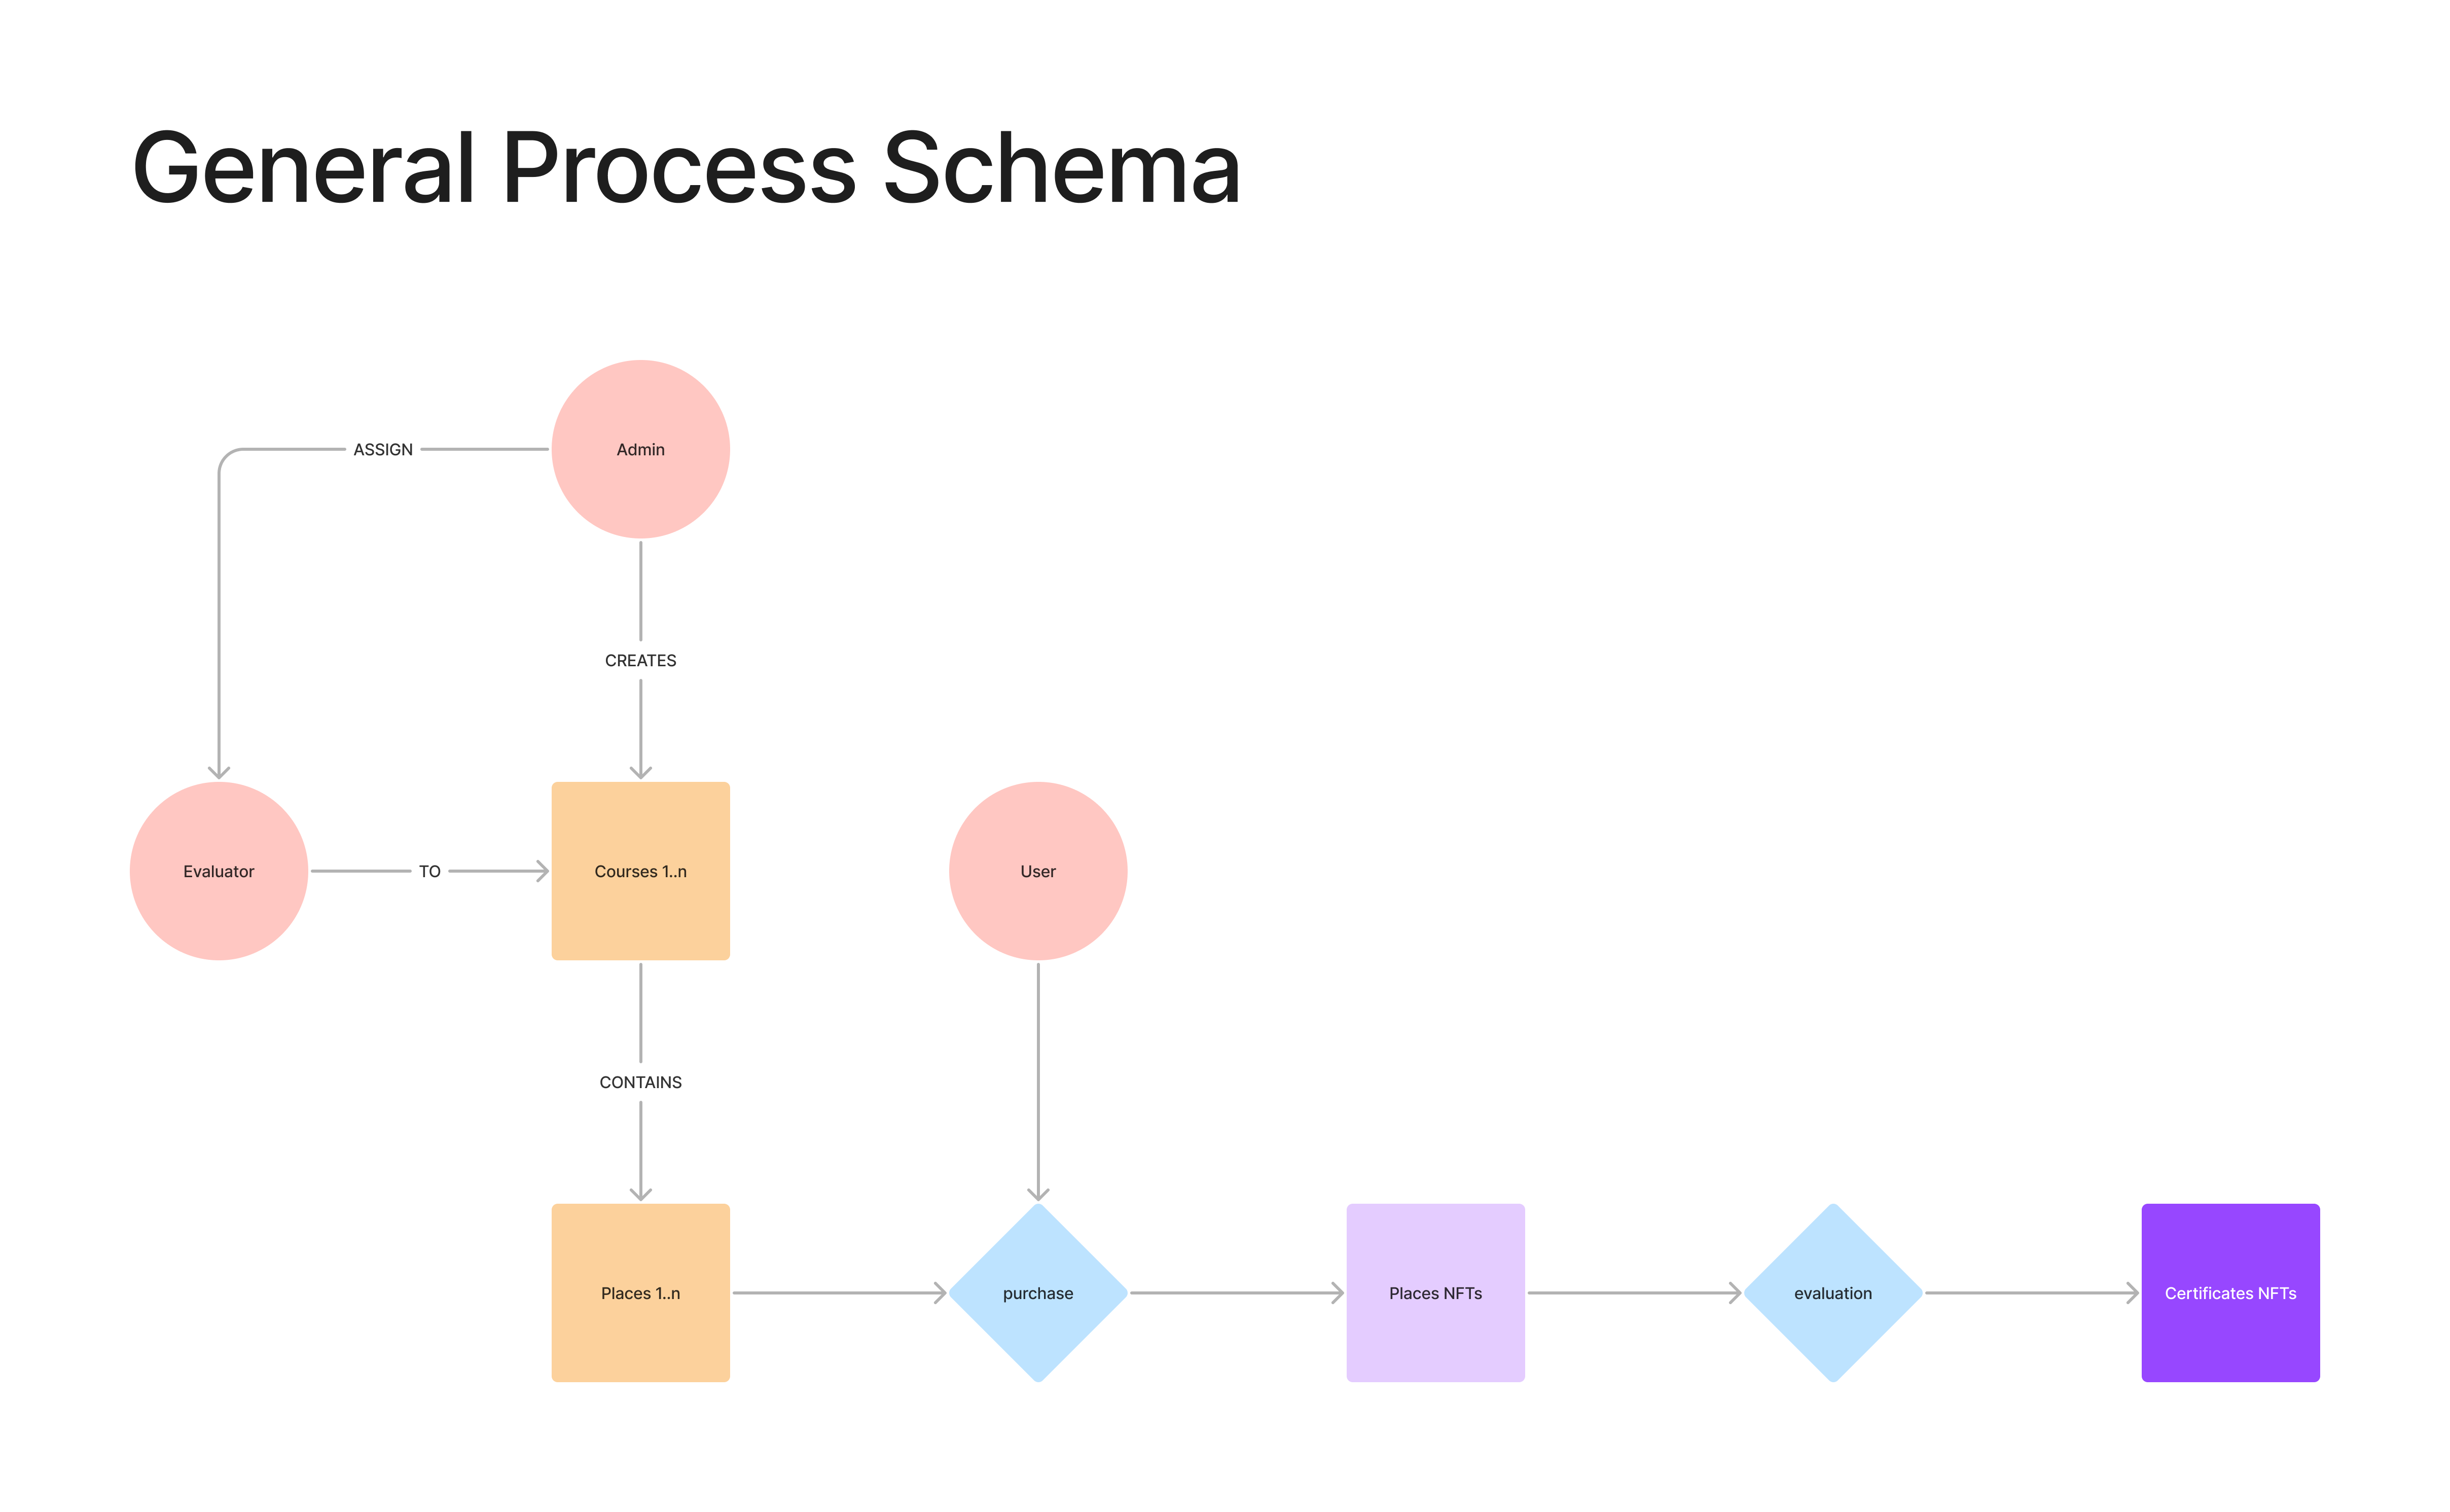 General Process Schema
ASSIGN
Admin
CREATES
Evaluator
TO
Courses 1..n
User
CONTAINS
Places 1..n
purchase
Places NFTs
evaluation
Certificates NFTs